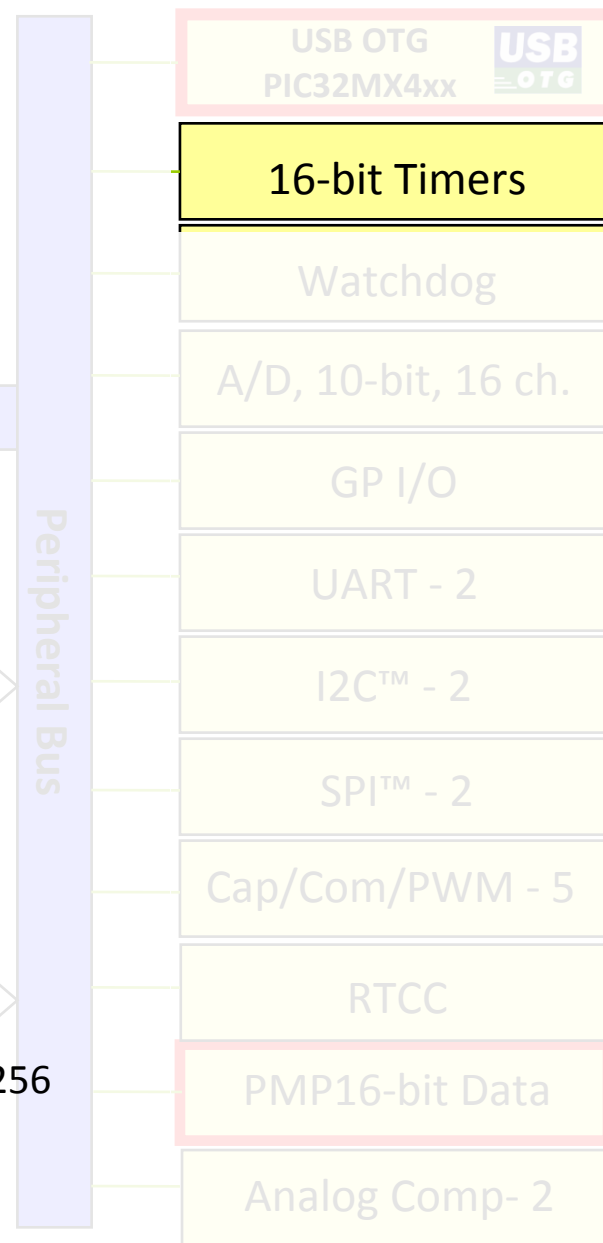 USB OTG
PIC32MX4xx
USB
OTG
16-bit Timers
Watchdog
A/D, 10-bit, 16 ch.
GP I/O
UART - 2
I2C™ - 2
SPI™ - 2
Cap/Com/PWM - 5
RTCC
PMP16-bit Data
Analog Comp- 2
Peripheral Bus
256